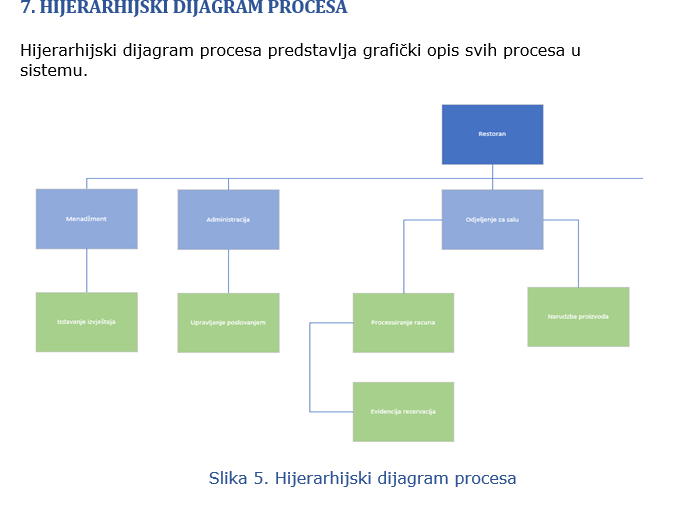 7. HIJERARHIJSKI DIJAGRAM PROCESA
Hijerarhijski dijagram procesa predstavlja grafički opis svih procesa u
sistemu.
Restoran
Menadžment
Administracija
Odjeljenje za salu
Izdavanje izvještaja
Upravljanje poslovanjem
Procesuiranje racuna
Narudzbe proizvoda
Evidencija rezervacija
Slika 5. Hijerarhijski dijagram procesa